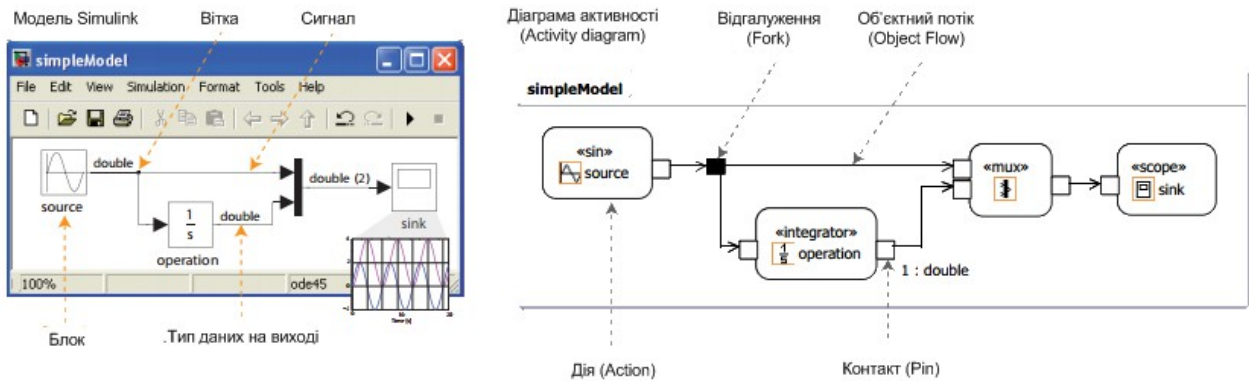 Модель Simulink
Вітка
Сигнал
simpleModel
File Edit View Simulation Format Tools Help
double
source
1
s
operation
double
double (2)
sink
Time (s)
100%
ode45
Блок
.Тип даних на виході
Діаграма активності
(Activity diagram)
Відгалуження
(Fork)
Об'єктний потік
(Object Flow)
simpleModel
«sin»
source
«integrator»
1
s
operation
1 : double
«mux»
«scope»
sink
Дія (Action)
Контакт (Pin)